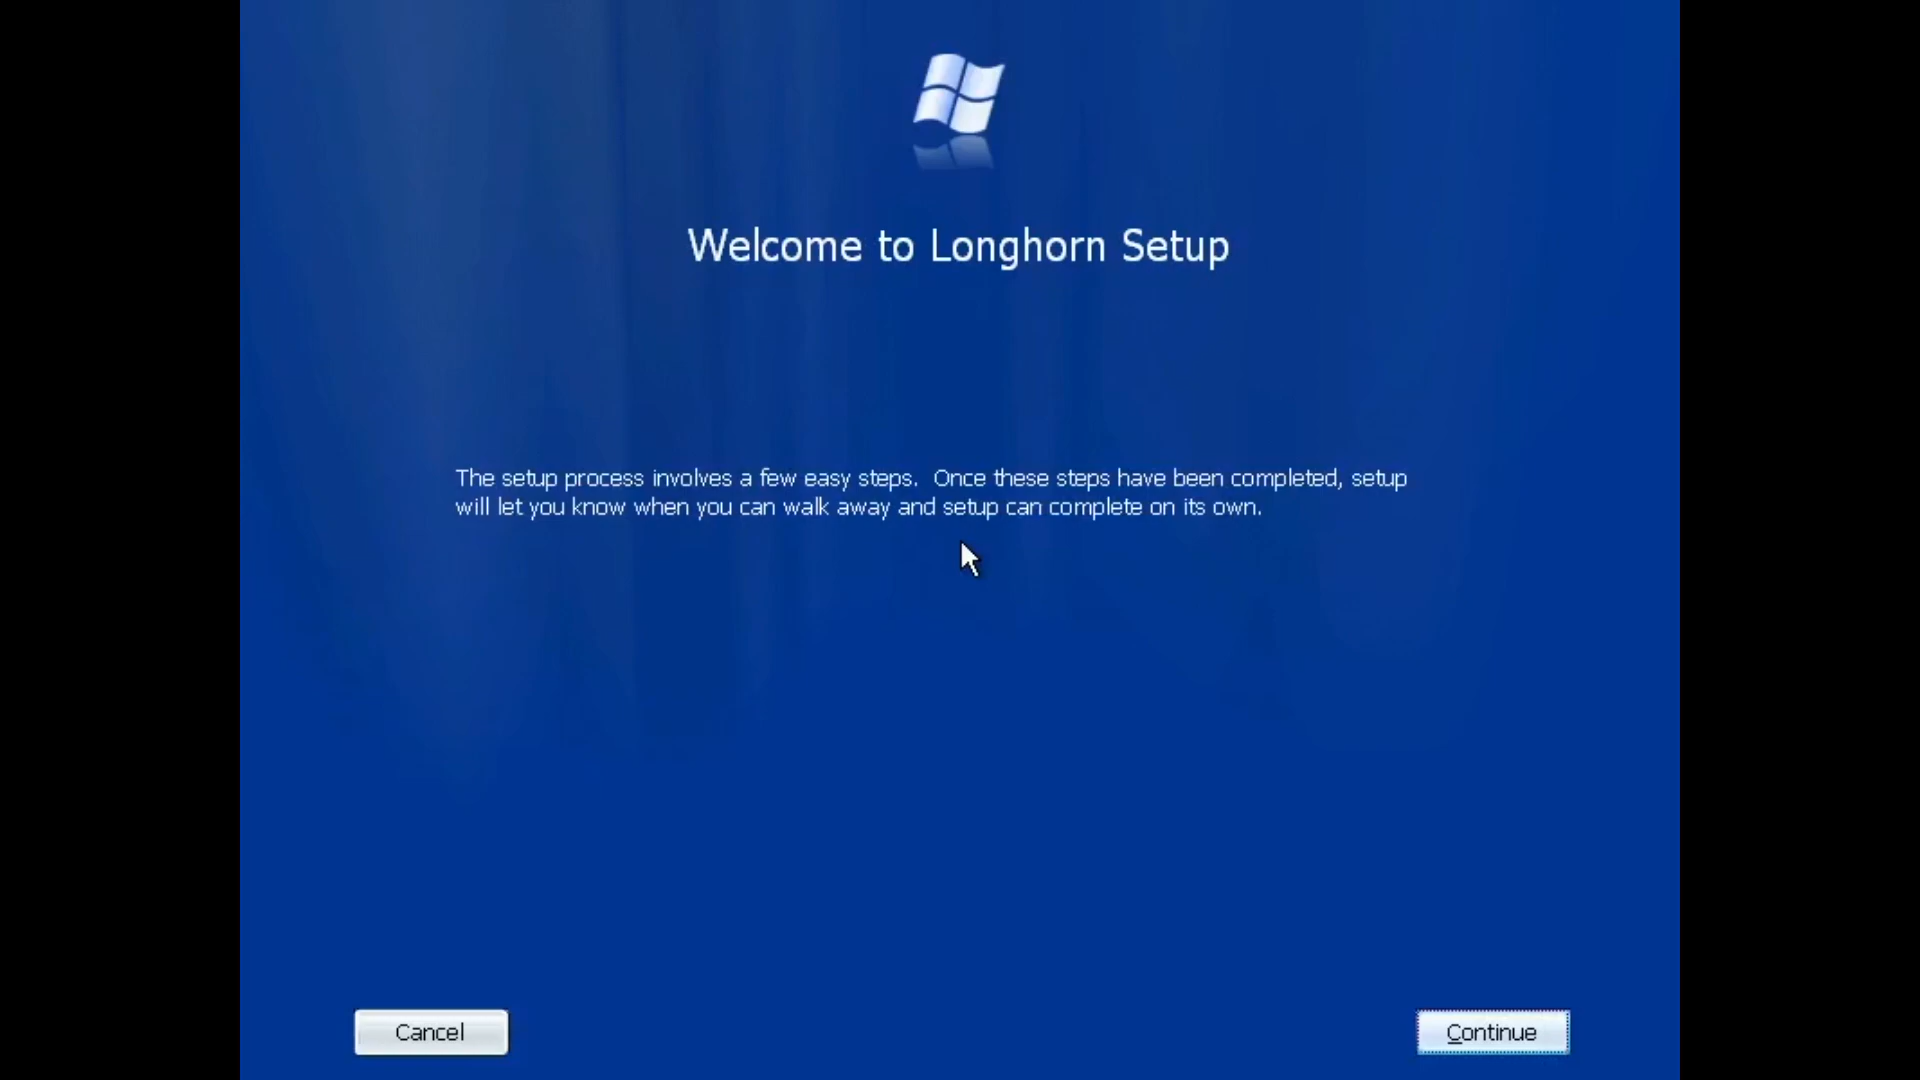 Welcome to Longhorn Setup
The setup process involves a few easy steps.  Once these steps have been completed, setup
will let you know when you can walk away and setup can complete on its own.
Cancel
Continue